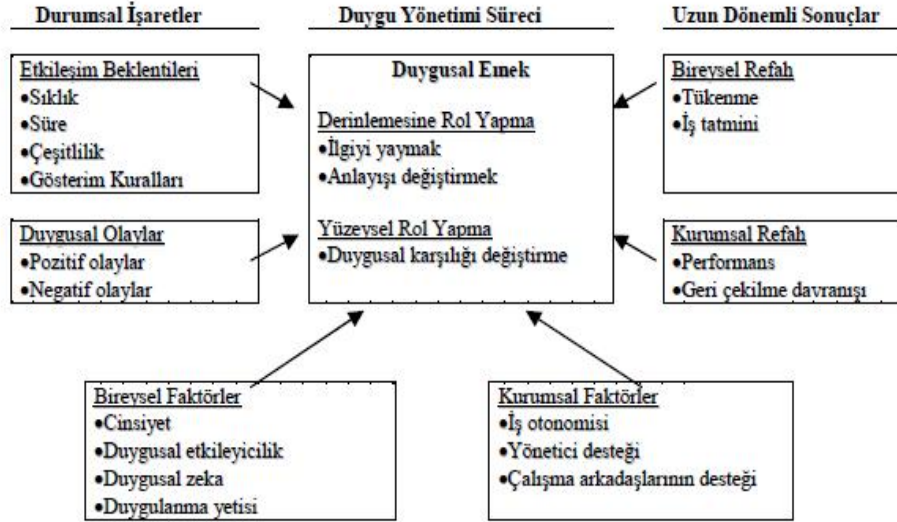 Durumsal İşaretler
Duygu Yönetimi Süreci
Uzun Dönemli Sonuçlar
Etkileşim Beklentileri
•Sıklık
•Süre
•Çeşitlilik
•Gösterim Kuralları
Duygusal Olaylar
•Pozitif olaylar
•Negatif olaylar
Duygusal Emek
Derinlemesine Rol Yapma
•İlgiyi yaymak
•Anlayışı değiştirmek
Yüzeysel Rol Yapma
•Duygusal karşılığı değiştirme
Bireysel Refah
•Tükenme
•İş tatmini
Kurumsal Refah
•Performans
•Geri çekilme davranışı
Bireysel Faktörler
•Cinsiyet
•Duygusal etkileyicilik
•Duygusal zeka
•Duygulanma yetisi
Kurumsal Faktörler
•İş otonomisi
•Yönetici desteği
•Çalışma arkadaşlarının desteği